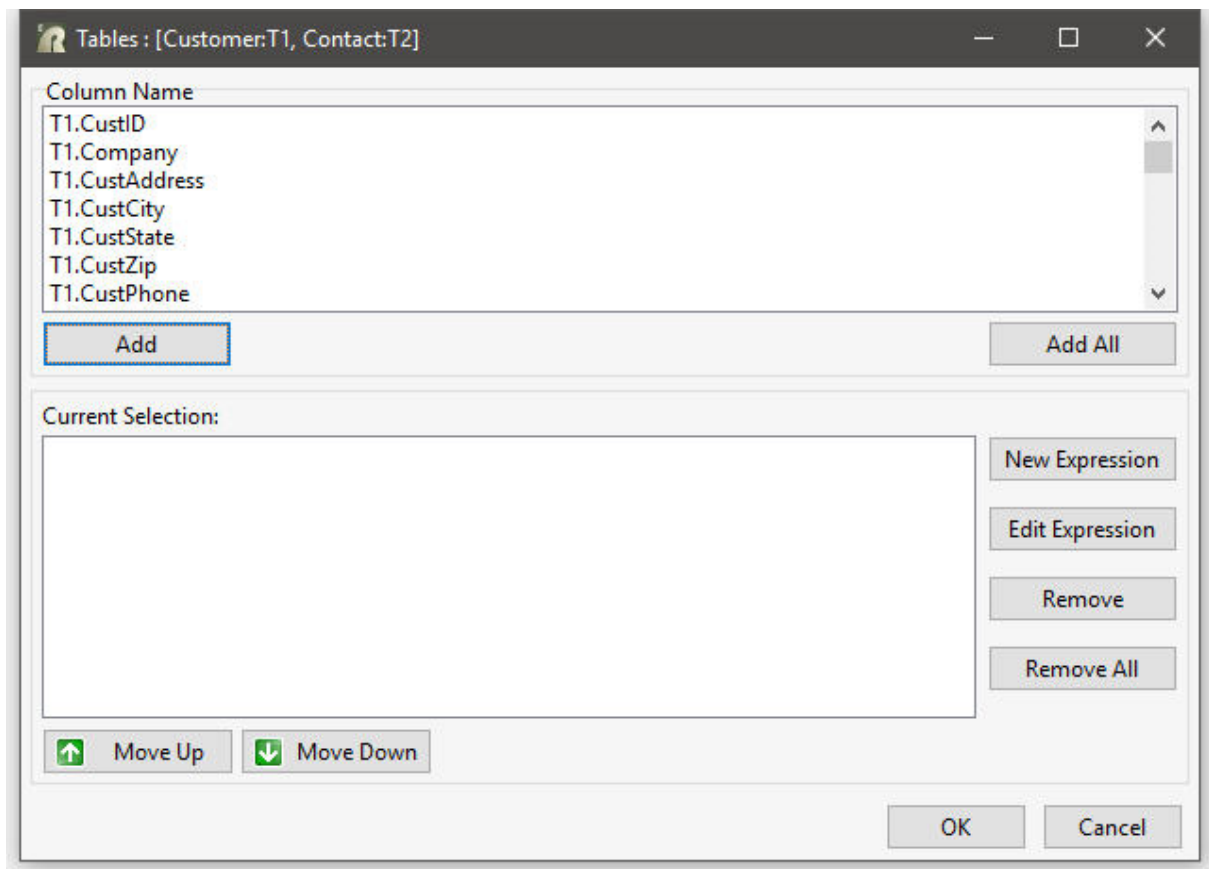 Tables : [Customer:T1, Contact:T2]
Column Name
T1.CustID
T1.Company
T1.CustAddress
T1.CustCity
T1.CustState
T1.CustZip
T1.CustPhone
Add
Add All
Current Selection:
New Expression
Edit Expression
Remove
Remove All
Move Up
Move Down
OK
Cancel